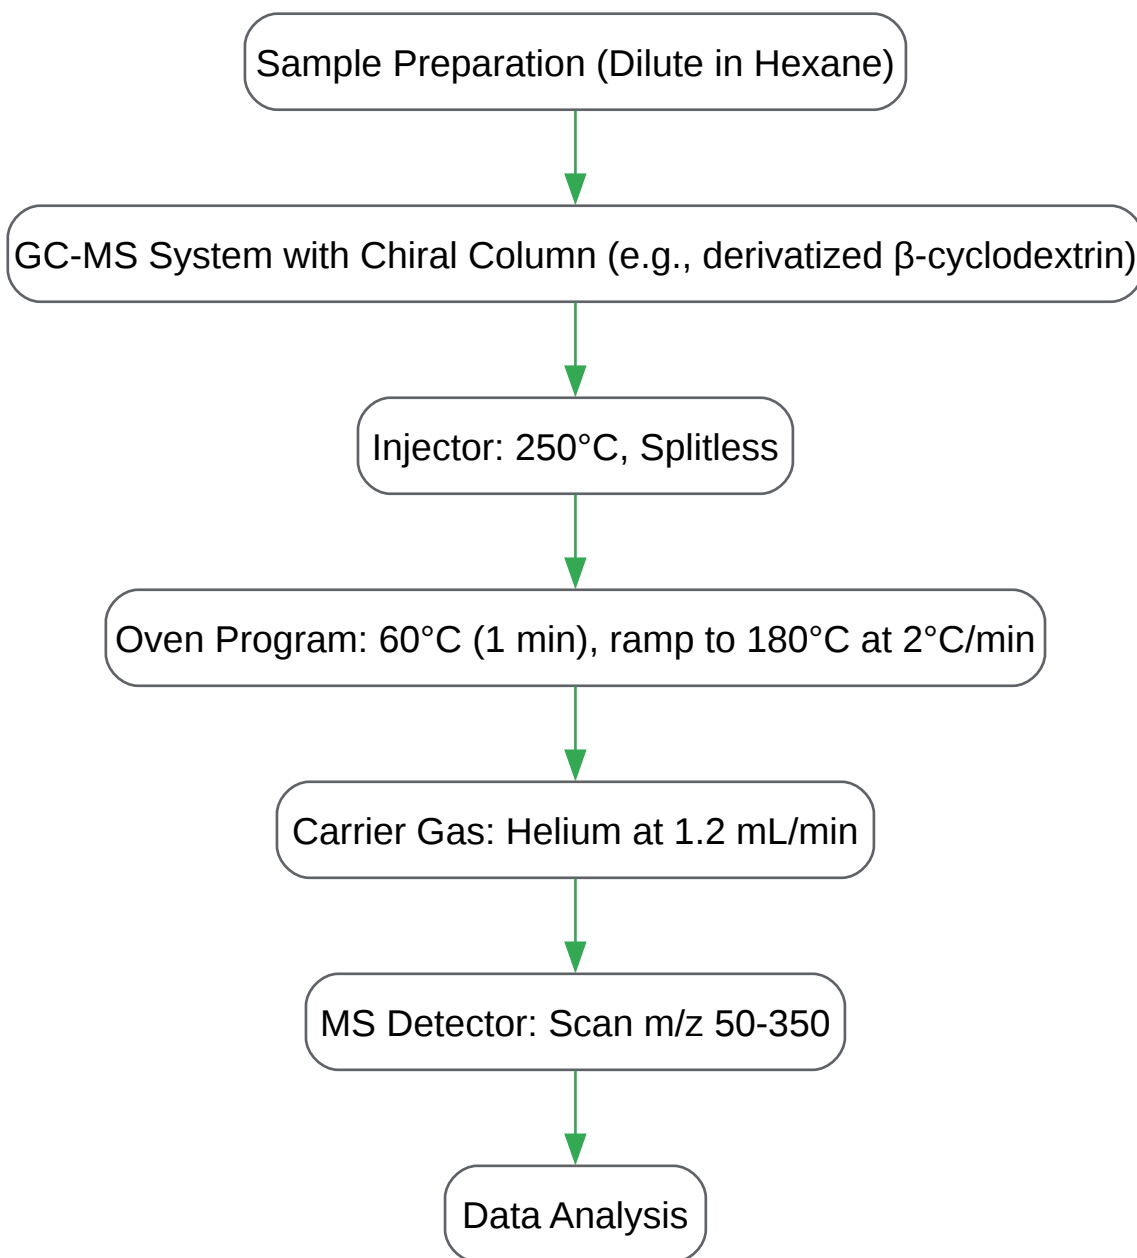 Sample Preparation (Dilute in Hexane)
GC-MS System with Chiral Column (e.g., derivatized β-cyclodextrin)
Injector: 250°C, Splitless
Oven Program: 60°C (1 min), ramp to 180°C at 2°C/min
Carrier Gas: Helium at 1.2 mL/min
MS Detector: Scan m/z 50-350
Data Analysis